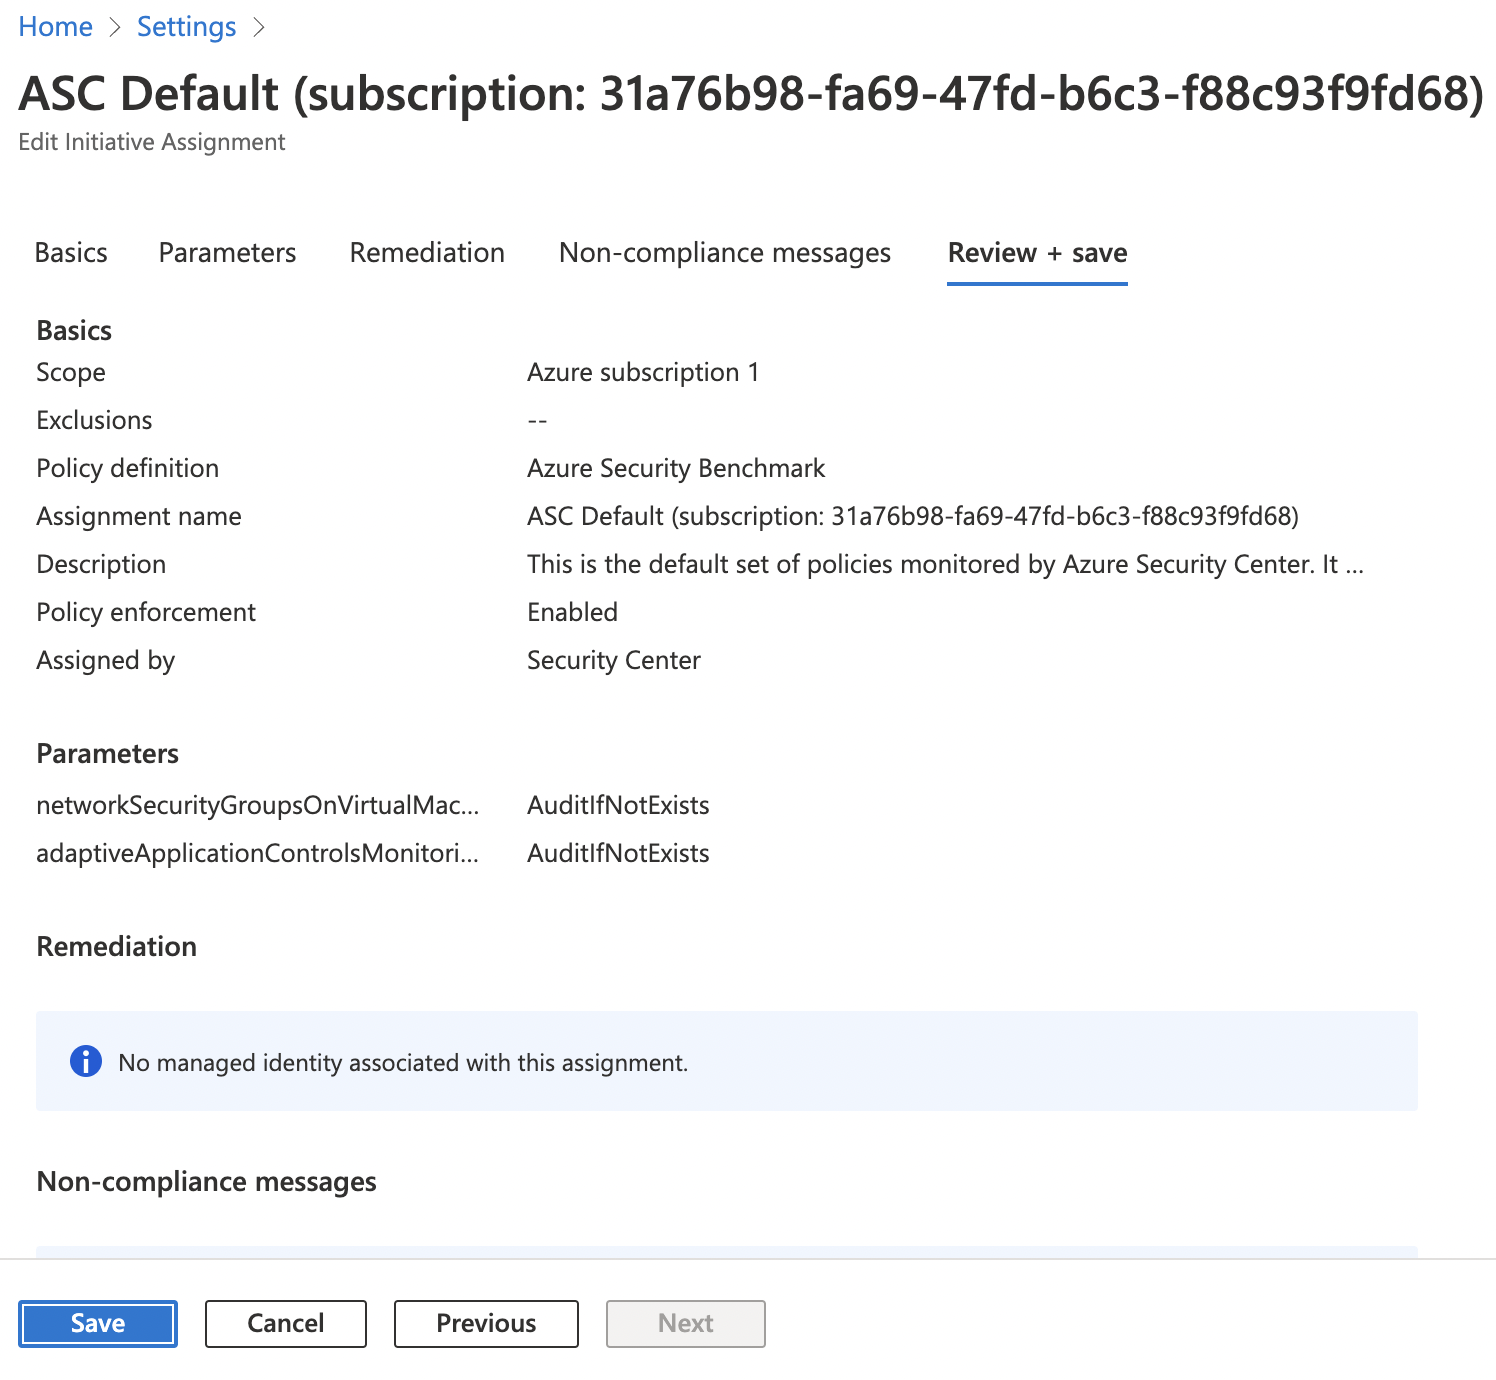 Home > Settings >
ASC Default (subscription: 31a76b98-fa69-47fd-b6c3-f88c93f9fd68)
Edit Initiative Assignment
Basics Parameters Remediation Non-compliance messages Review + save
Basics
Scope Azure subscription 1
Exclusions --
Policy definition Azure Security Benchmark
Assignment name ASC Default (subscription: 31a76b98-fa69-47fd-b6c3-f88c93f9fd68)
Description This is the default set of policies monitored by Azure Security Center. It ...
Policy enforcement Enabled
Assigned by Security Center
Parameters
networkSecurityGroupsOnVirtualMac... AuditIfNotExists
adaptiveApplicationControlsMonitori... AuditIfNotExists
Remediation
No managed identity associated with this assignment.
Non-compliance messages
Save Cancel Previous Next